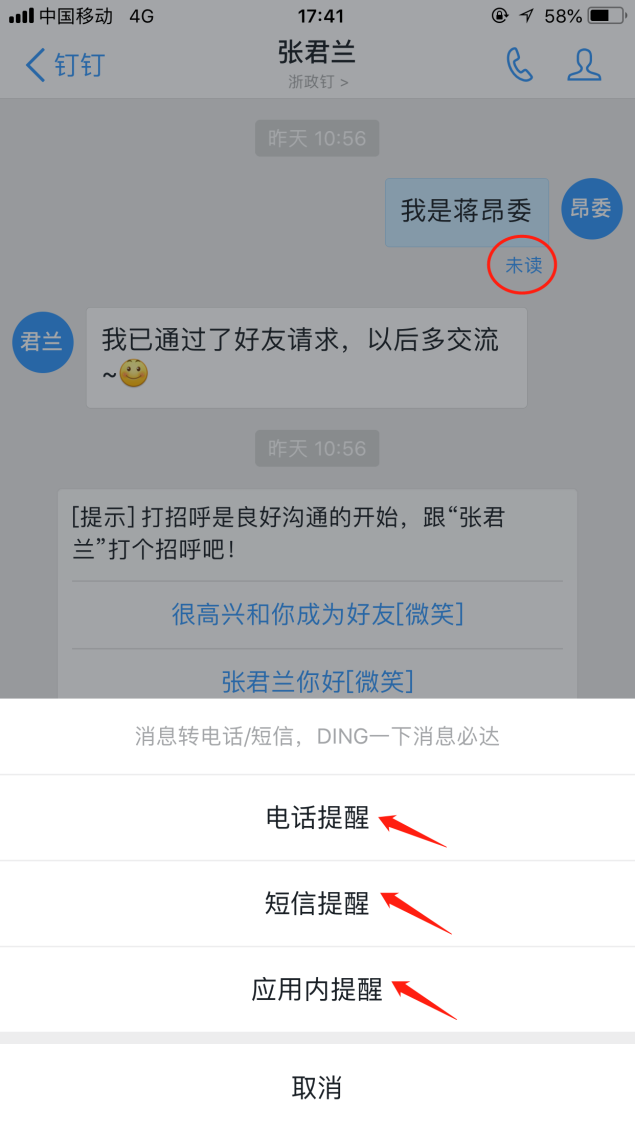 中国移动 4G 17:41 58%
钉钉 张君兰
浙政钉 >
昨天 10:56
我是蒋昂委 昂委
未读
君兰 我已通过了好友请求，以后多交流
~
昨天 10:56
[提示] 打招呼是良好沟通的开始，跟“张君
兰”打个招呼吧！
很高兴和你成为好友[微笑]
张君兰你好[微笑]
消息转电话/短信，DING一下消息必达
电话提醒
短信提醒
应用内提醒
取消